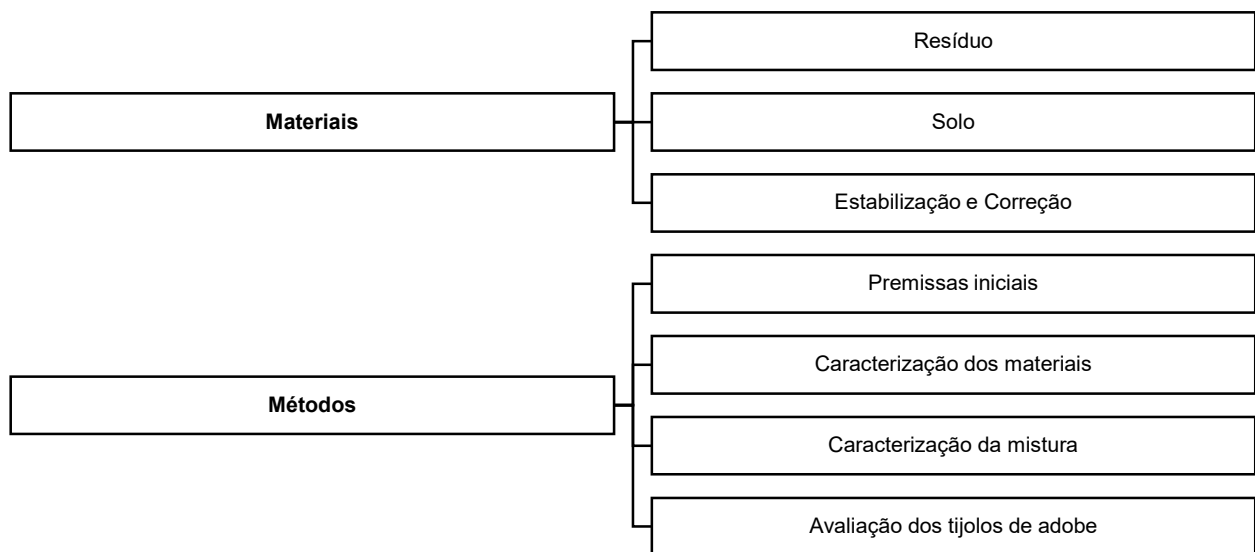 Materiais
Resíduo
Solo
Estabilização e Correção
Métodos
Premissas iniciais
Caracterização dos materiais
Caracterização da mistura
Avaliação dos tijolos de adobe